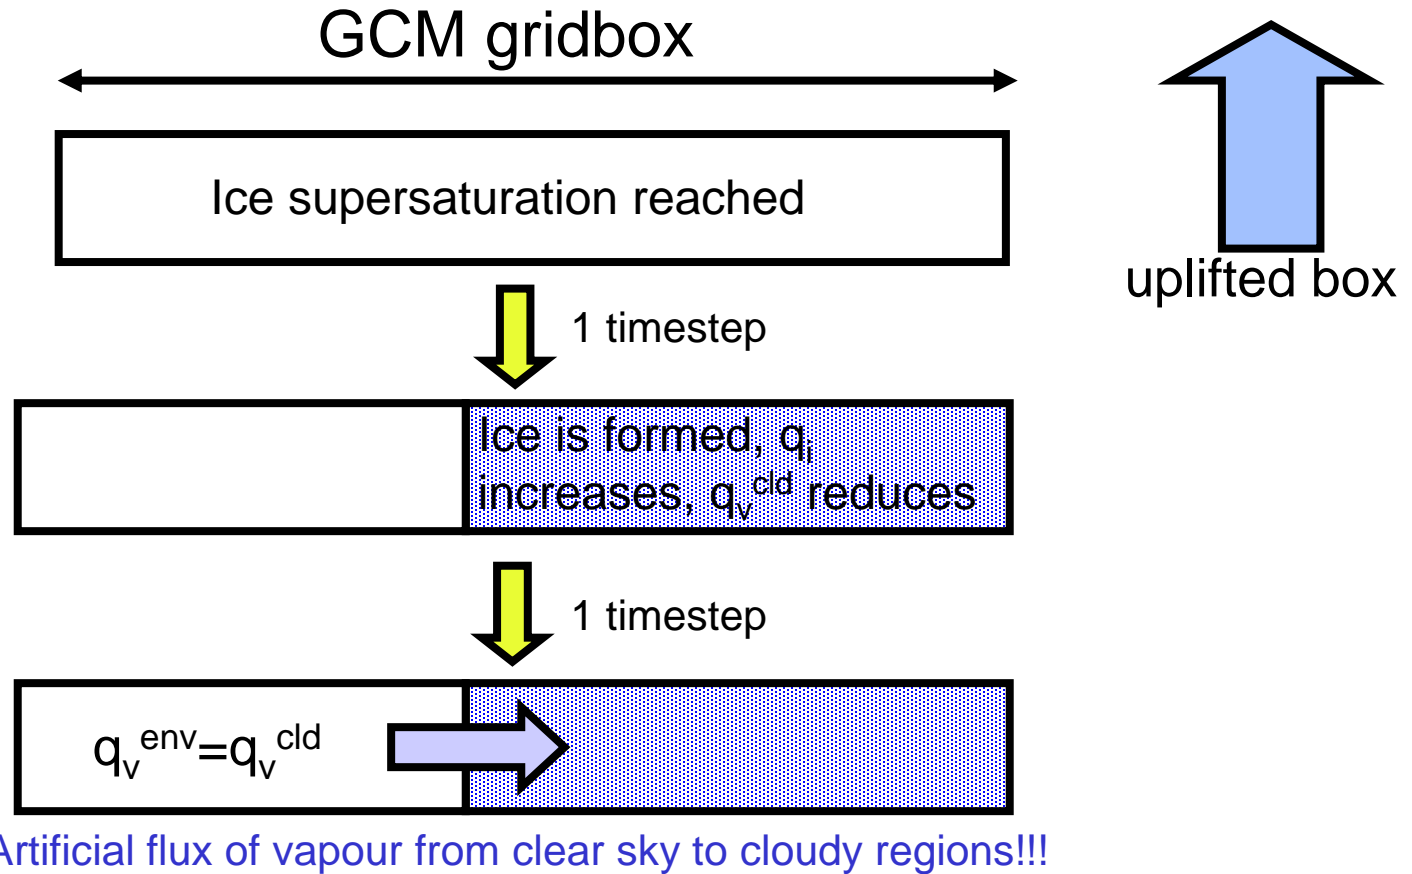 GCM gridbox
Ice supersaturation reached
uplifted box
1 timestep
Ice is formed, qᵢ
increases, qᵥᶜˡᵈ reduces
1 timestep
qᵥᵉⁿᵛ=qᵥᶜˡᵈ
Artificial flux of vapour from clear sky to cloudy regions!!!